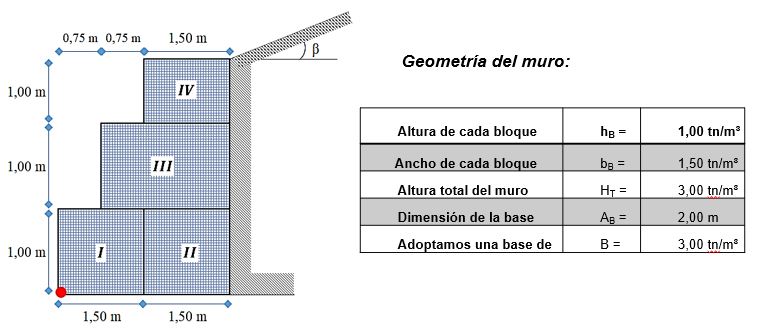 0,75 m 0,75 m 1,50 m
β
1,00 m
IV
1,00 m
III
1,00 m
I II
1,50 m 1,50 m
Geometría del muro:
Altura de cada bloque hB = 1,00 tn/m³
Ancho de cada bloque bB = 1,50 tn/m³
Altura total del muro HT = 3,00 tn/m³
Dimensión de la base AB = 2,00 m
Adoptamos una base de B = 3,00 tn/m³